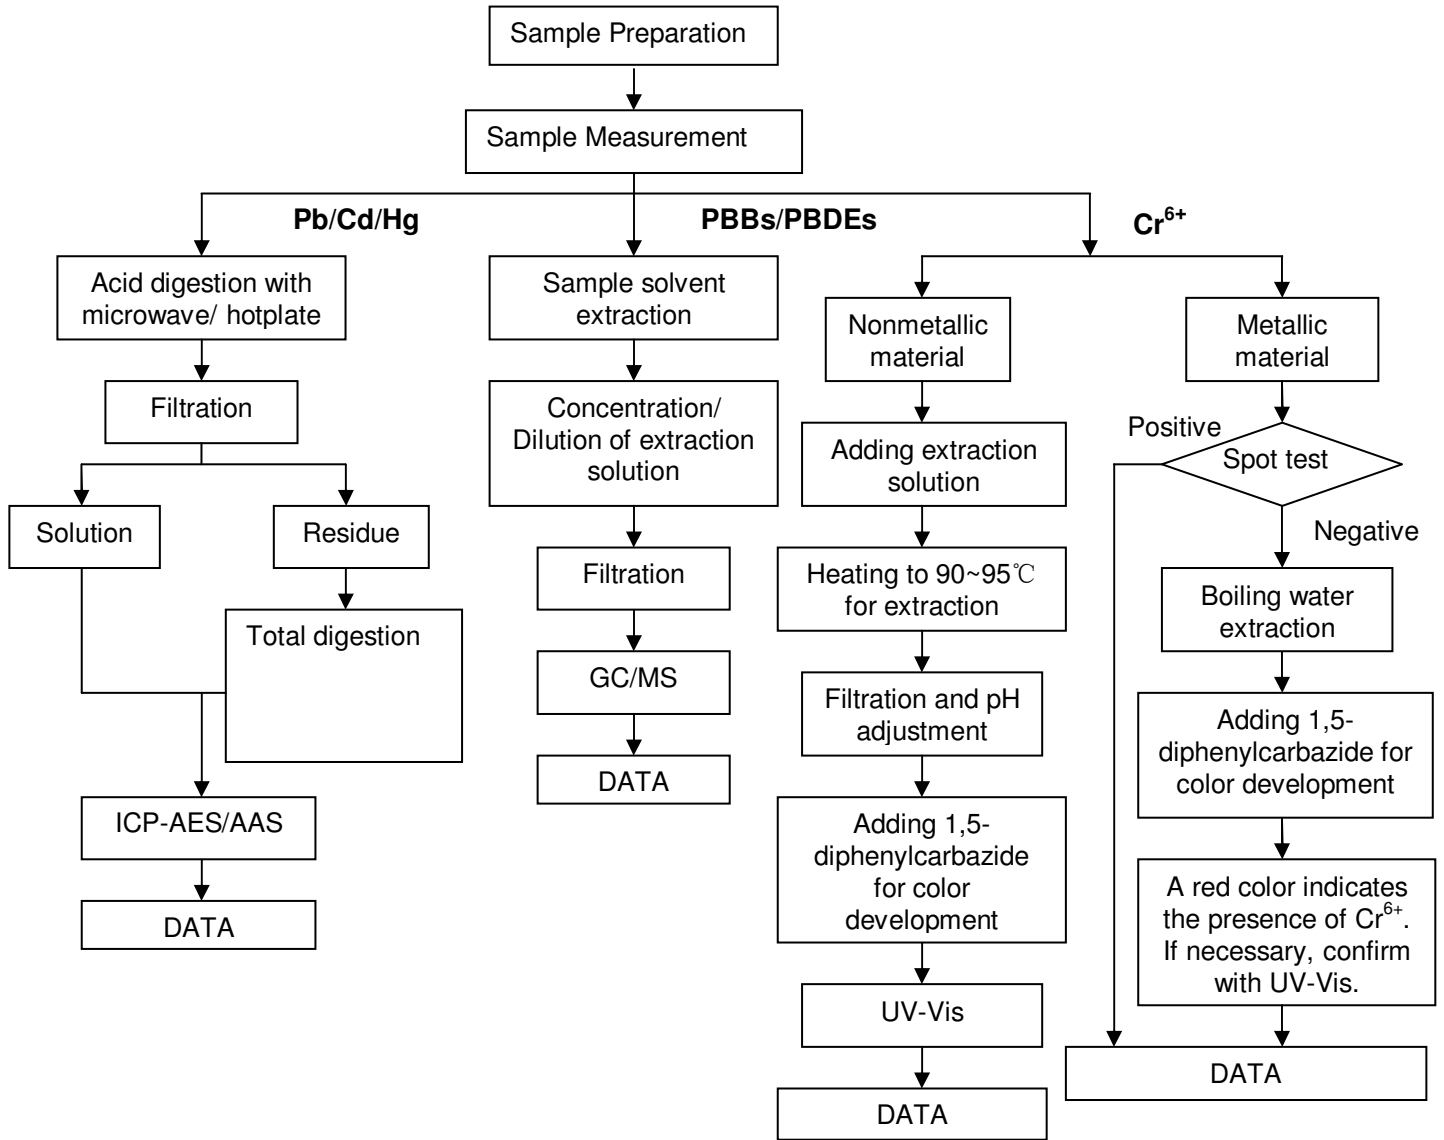 Sample Preparation
Sample Measurement
Pb/Cd/Hg
PBBs/PBDEs
Cr⁶⁺
Acid digestion with
microwave/ hotplate
Filtration
Solution
Residue
Total digestion
ICP-AES/AAS
DATA
Sample solvent
extraction
Concentration/
Dilution of extraction
solution
Filtration
GC/MS
DATA
Nonmetallic
material
Adding extraction
solution
Heating to 90~95℃
for extraction
Filtration and pH
adjustment
Adding 1,5-
diphenylcarbazide
for color
development
UV-Vis
DATA
Metallic
material
Positive
Spot test
Negative
Boiling water
extraction
Adding 1,5-
diphenylcarbazide for
color development
A red color indicates
the presence of Cr⁶⁺.
If necessary, confirm
with UV-Vis.
DATA